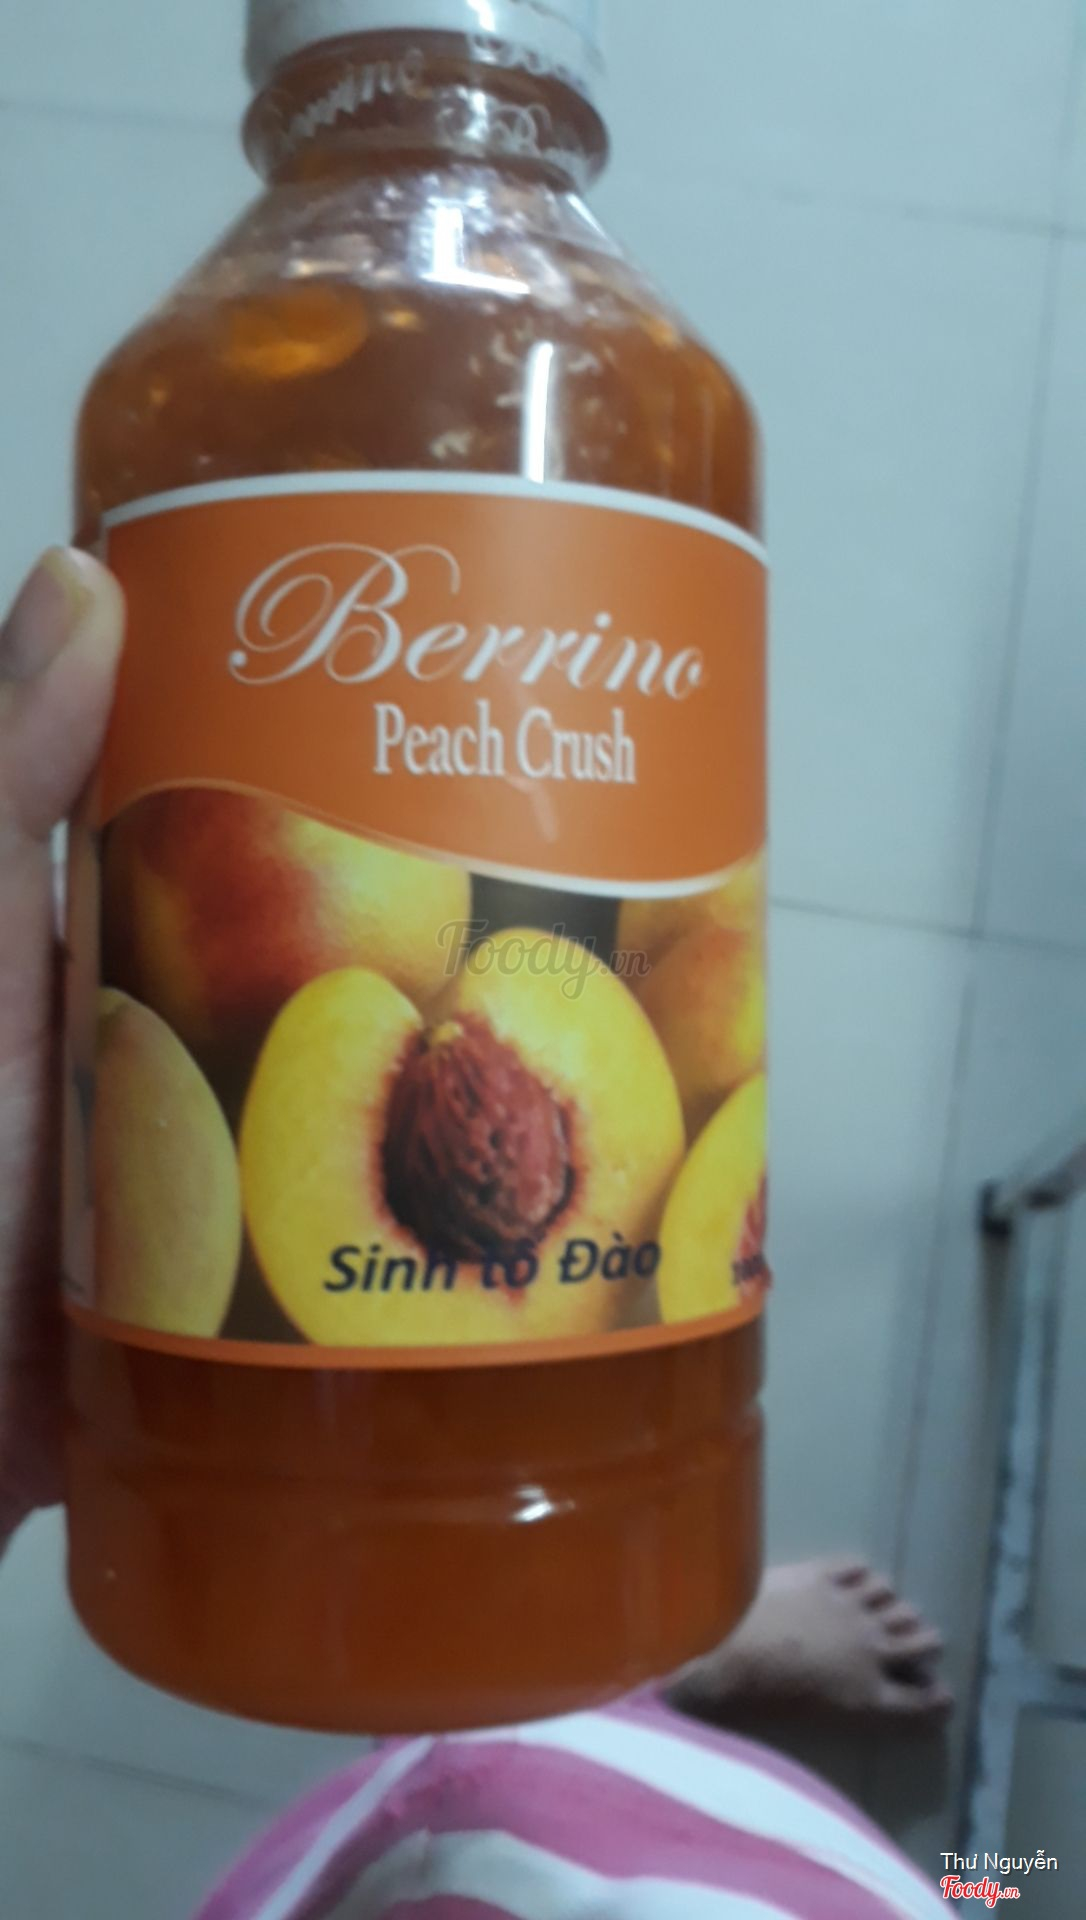 Berrino
Peach Crush
Foody.vn
Sinh tố Đào
Thư Nguyễn
Foody.vn